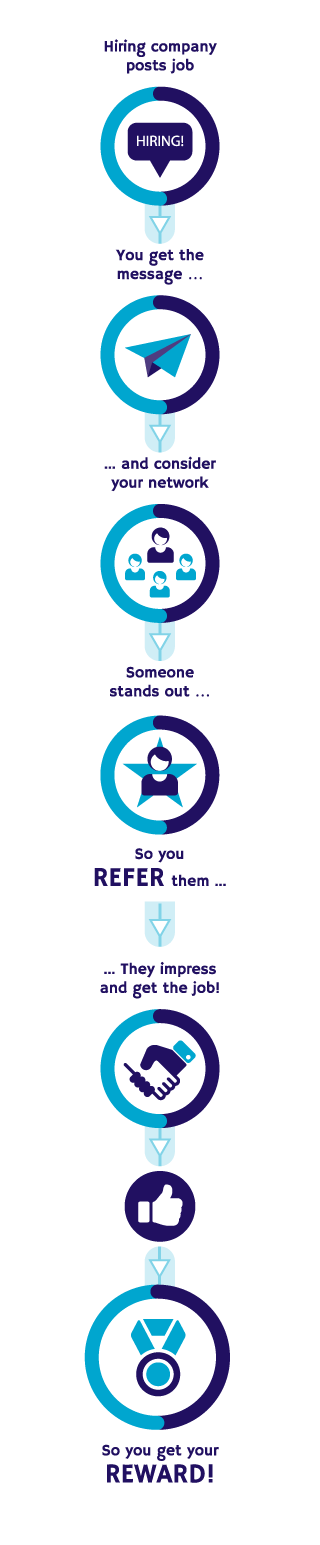 Hiring company
posts job
HIRING!
You get the
message ...
... and consider
your network
Someone
stands out ...
So you
REFER them ...
... They impress
and get the job!
So you get your
REWARD!